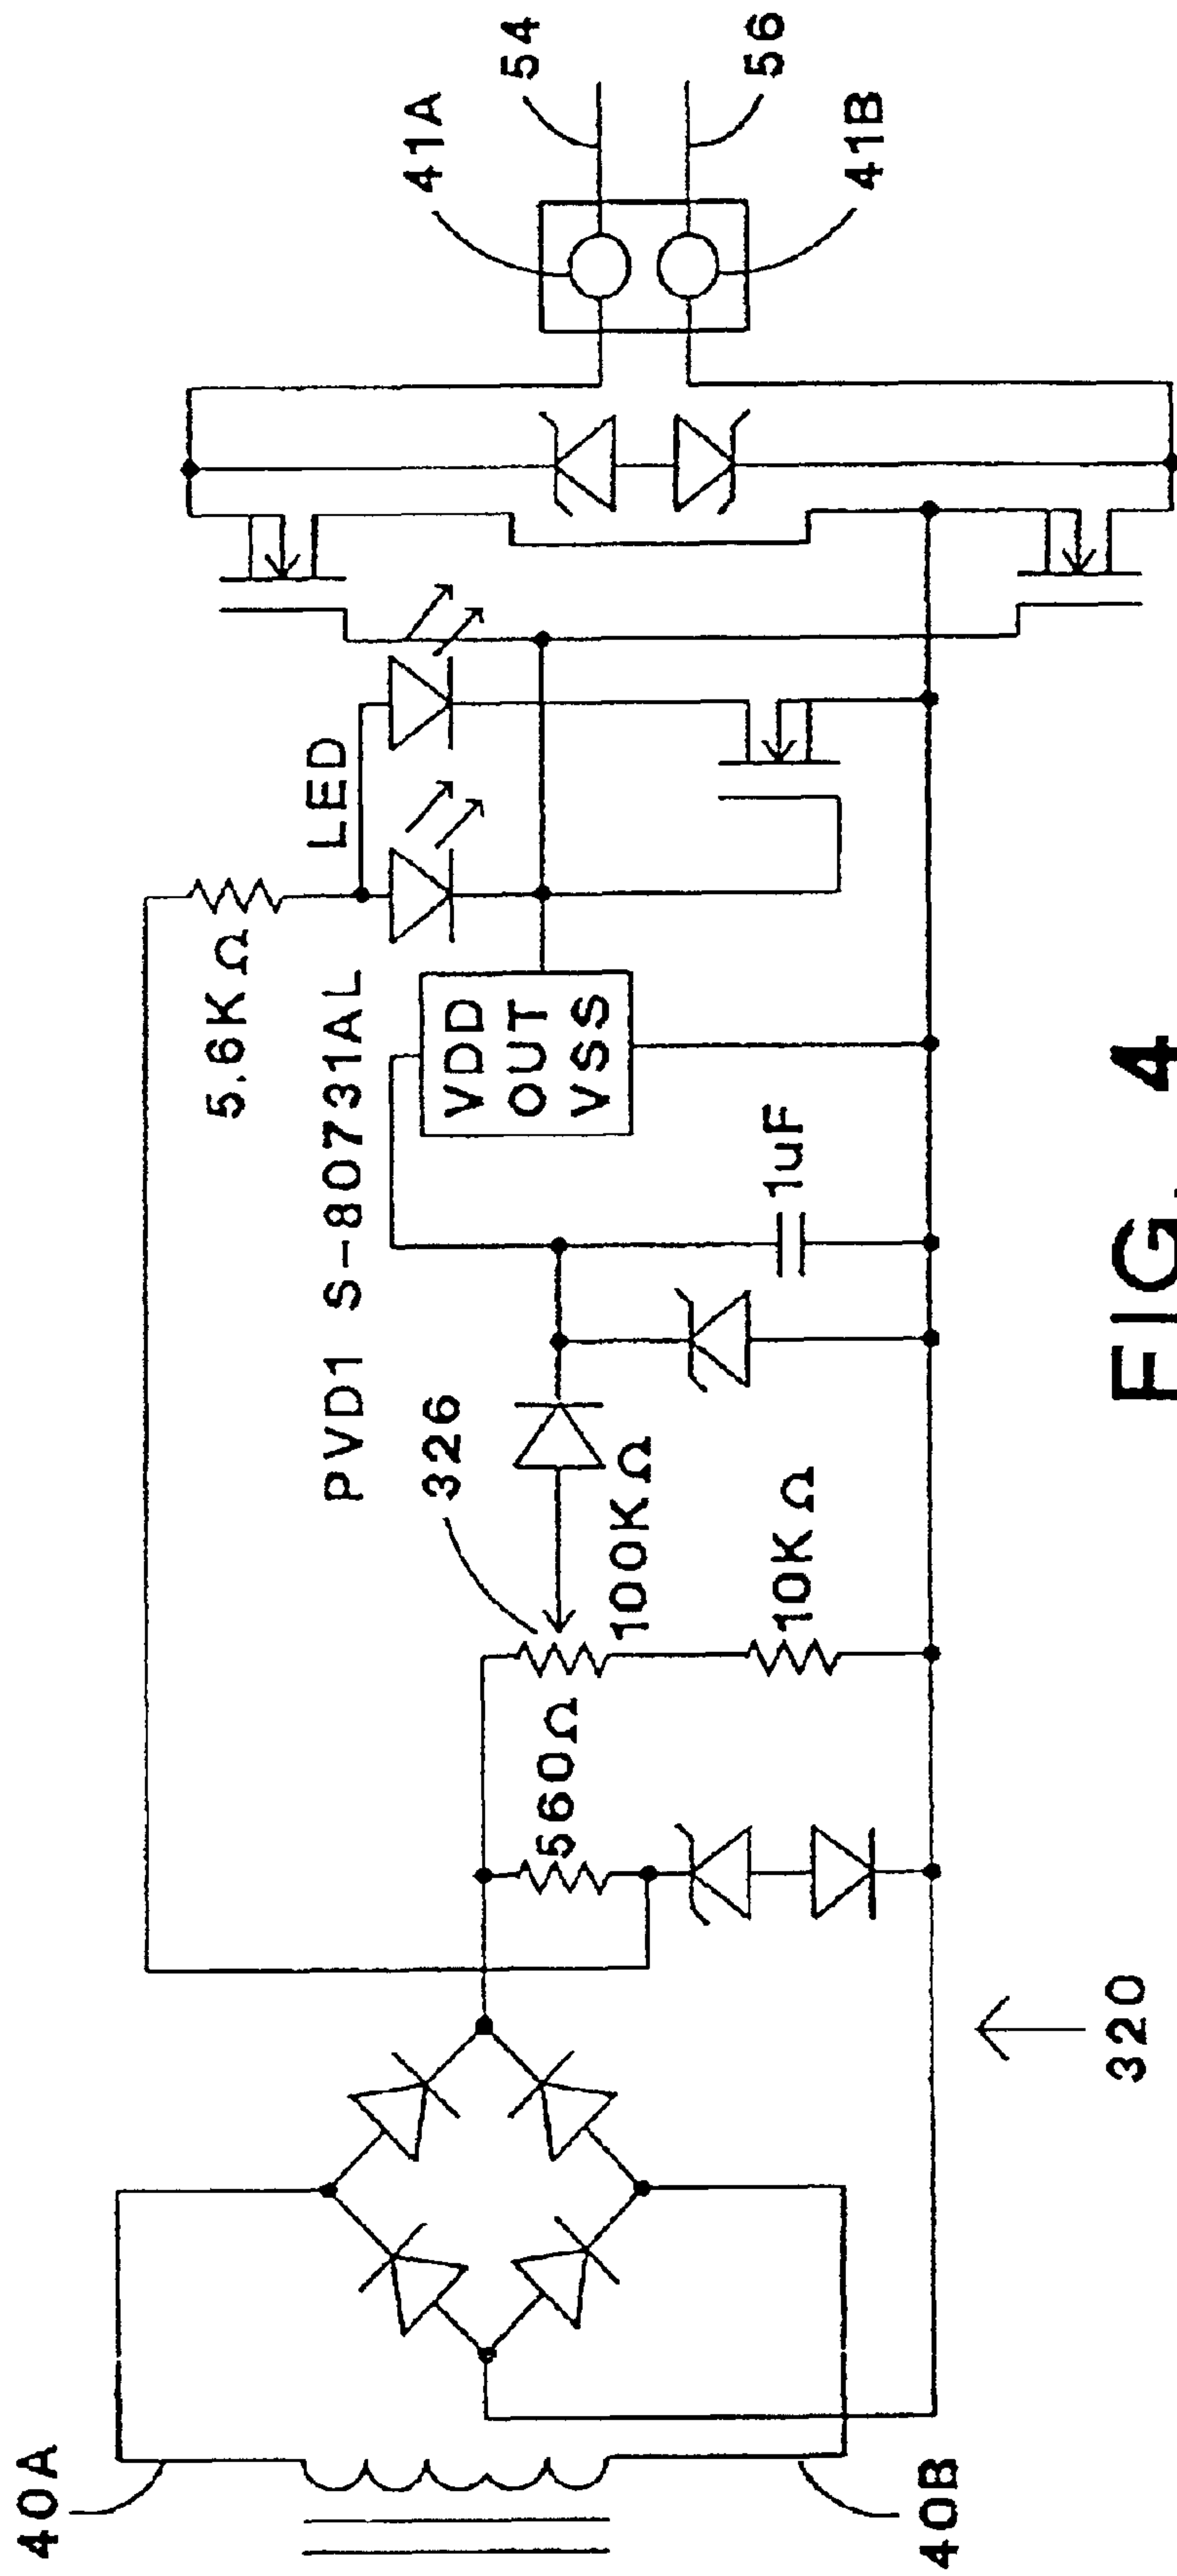 40A
40B
320
560Ω
326
100KΩ
10KΩ
PVD1 S-80731AL
1uF
5.6KΩ
VDD
OUT
VSS
LED
41A
54
56
41B
FIG. 4